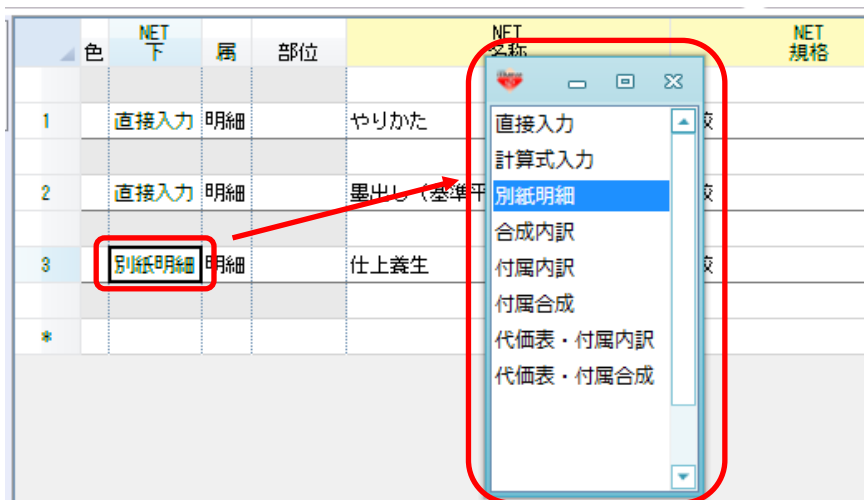 色 NET 下 属 部位 NET 名称 NET 規格
1 直接入力 明細 やりかた
2 直接入力 明細 墨出し（基準平
3 別紙明細 明細 仕上養生
*
直接入力
計算式入力
別紙明細
合成内訳
付属内訳
付属合成
代価表・付属内訳
代価表・付属合成